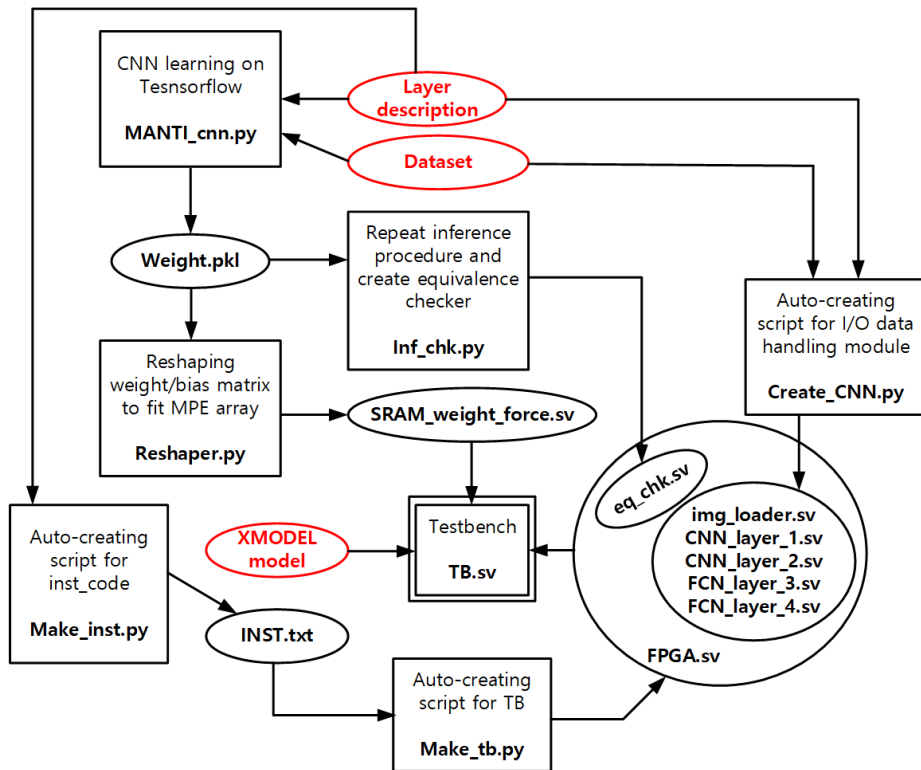 CNN learning on
Tesnsorflow
MANTI_cnn.py
Layer
description
Dataset
Weight.pkl
Repeat inference
procedure and
create equivalence
checker
Inf_chk.py
Auto-creating
script for I/O data
handling module
Create_CNN.py
Reshaping
weight/bias matrix
to fit MPE array
Reshaper.py
SRAM_weight_force.sv
eq_chk.sv
img_loader.sv
CNN_layer_1.sv
CNN_layer_2.sv
FCN_layer_3.sv
FCN_layer_4.sv
FPGA.sv
Auto-creating
script for
inst_code
Make_inst.py
XMODEL
model
Testbench
TB.sv
INST.txt
Auto-creating
script for TB
Make_tb.py